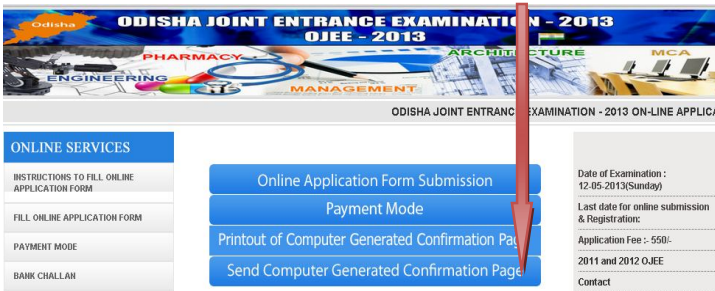 Odisha
ODISHA JOINT ENTRANCE EXAMINATION - 2013
OJEE - 2013
PHARMACY
ARCHITECTURE
MCA
ENGINEERING
MANAGEMENT
ODISHA JOINT ENTRANCE EXAMINATION - 2013 ON-LINE APPLICA
ONLINE SERVICES
INSTRUCTIONS TO FILL ONLINE
APPLICATION FORM
FILL ONLINE APPLICATION FORM
PAYMENT MODE
BANK CHALLAN
Online Application Form Submission
Payment Mode
Printout of Computer Generated Confirmation Page
Send Computer Generated Confirmation Page
Date of Examination :
12-05-2013(Sunday)
Last date for online submission
& Registration:
Application Fee :- 550/-
2011 and 2012 OJEE
Contact